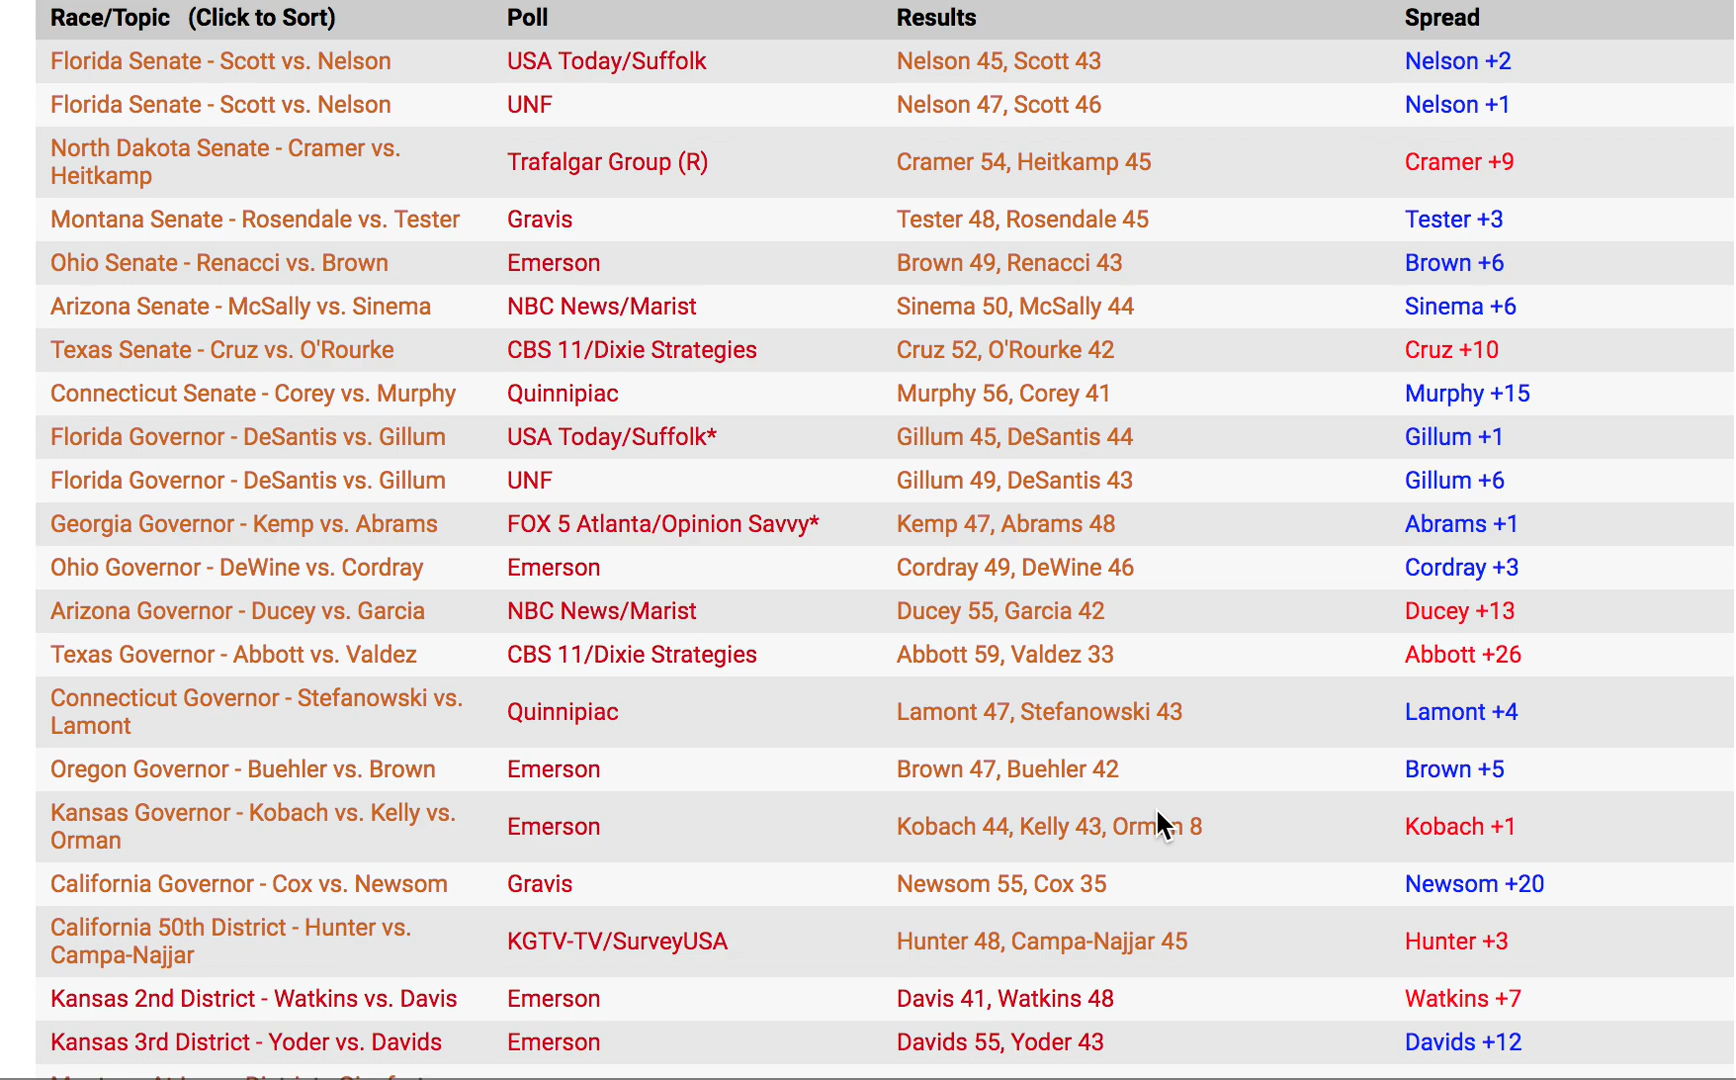 Race/Topic (Click to Sort) Poll Results Spread
Florida Senate - Scott vs. Nelson USA Today/Suffolk Nelson 45, Scott 43 Nelson +2
Florida Senate - Scott vs. Nelson UNF Nelson 47, Scott 46 Nelson +1
North Dakota Senate - Cramer vs.
Heitkamp Trafalgar Group (R) Cramer 54, Heitkamp 45 Cramer +9
Montana Senate - Rosendale vs. Tester Gravis Tester 48, Rosendale 45 Tester +3
Ohio Senate - Renacci vs. Brown Emerson Brown 49, Renacci 43 Brown +6
Arizona Senate - McSally vs. Sinema NBC News/Marist Sinema 50, McSally 44 Sinema +6
Texas Senate - Cruz vs. O'Rourke CBS 11/Dixie Strategies Cruz 52, O'Rourke 42 Cruz +10
Connecticut Senate - Corey vs. Murphy Quinnipiac Murphy 56, Corey 41 Murphy +15
Florida Governor - DeSantis vs. Gillum USA Today/Suffolk* Gillum 45, DeSantis 44 Gillum +1
Florida Governor - DeSantis vs. Gillum UNF Gillum 49, DeSantis 43 Gillum +6
Georgia Governor - Kemp vs. Abrams FOX 5 Atlanta/Opinion Savvy* Kemp 47, Abrams 48 Abrams +1
Ohio Governor - DeWine vs. Cordray Emerson Cordray 49, DeWine 46 Cordray +3
Arizona Governor - Ducey vs. Garcia NBC News/Marist Ducey 55, Garcia 42 Ducey +13
Texas Governor - Abbott vs. Valdez CBS 11/Dixie Strategies Abbott 59, Valdez 33 Abbott +26
Connecticut Governor - Stefanowski vs.
Lamont Quinnipiac Lamont 47, Stefanowski 43 Lamont +4
Oregon Governor - Buehler vs. Brown Emerson Brown 47, Buehler 42 Brown +5
Kansas Governor - Kobach vs. Kelly vs.
Orman Emerson Kobach 44, Kelly 43, Orman 8 Kobach +1
California Governor - Cox vs. Newsom Gravis Newsom 55, Cox 35 Newsom +20
California 50th District - Hunter vs.
Campa-Najjar KGTV-TV/SurveyUSA Hunter 48, Campa-Najjar 45 Hunter +3
Kansas 2nd District - Watkins vs. Davis Emerson Davis 41, Watkins 48 Watkins +7
Kansas 3rd District - Yoder vs. Davids Emerson Davids 55, Yoder 43 Davids +12